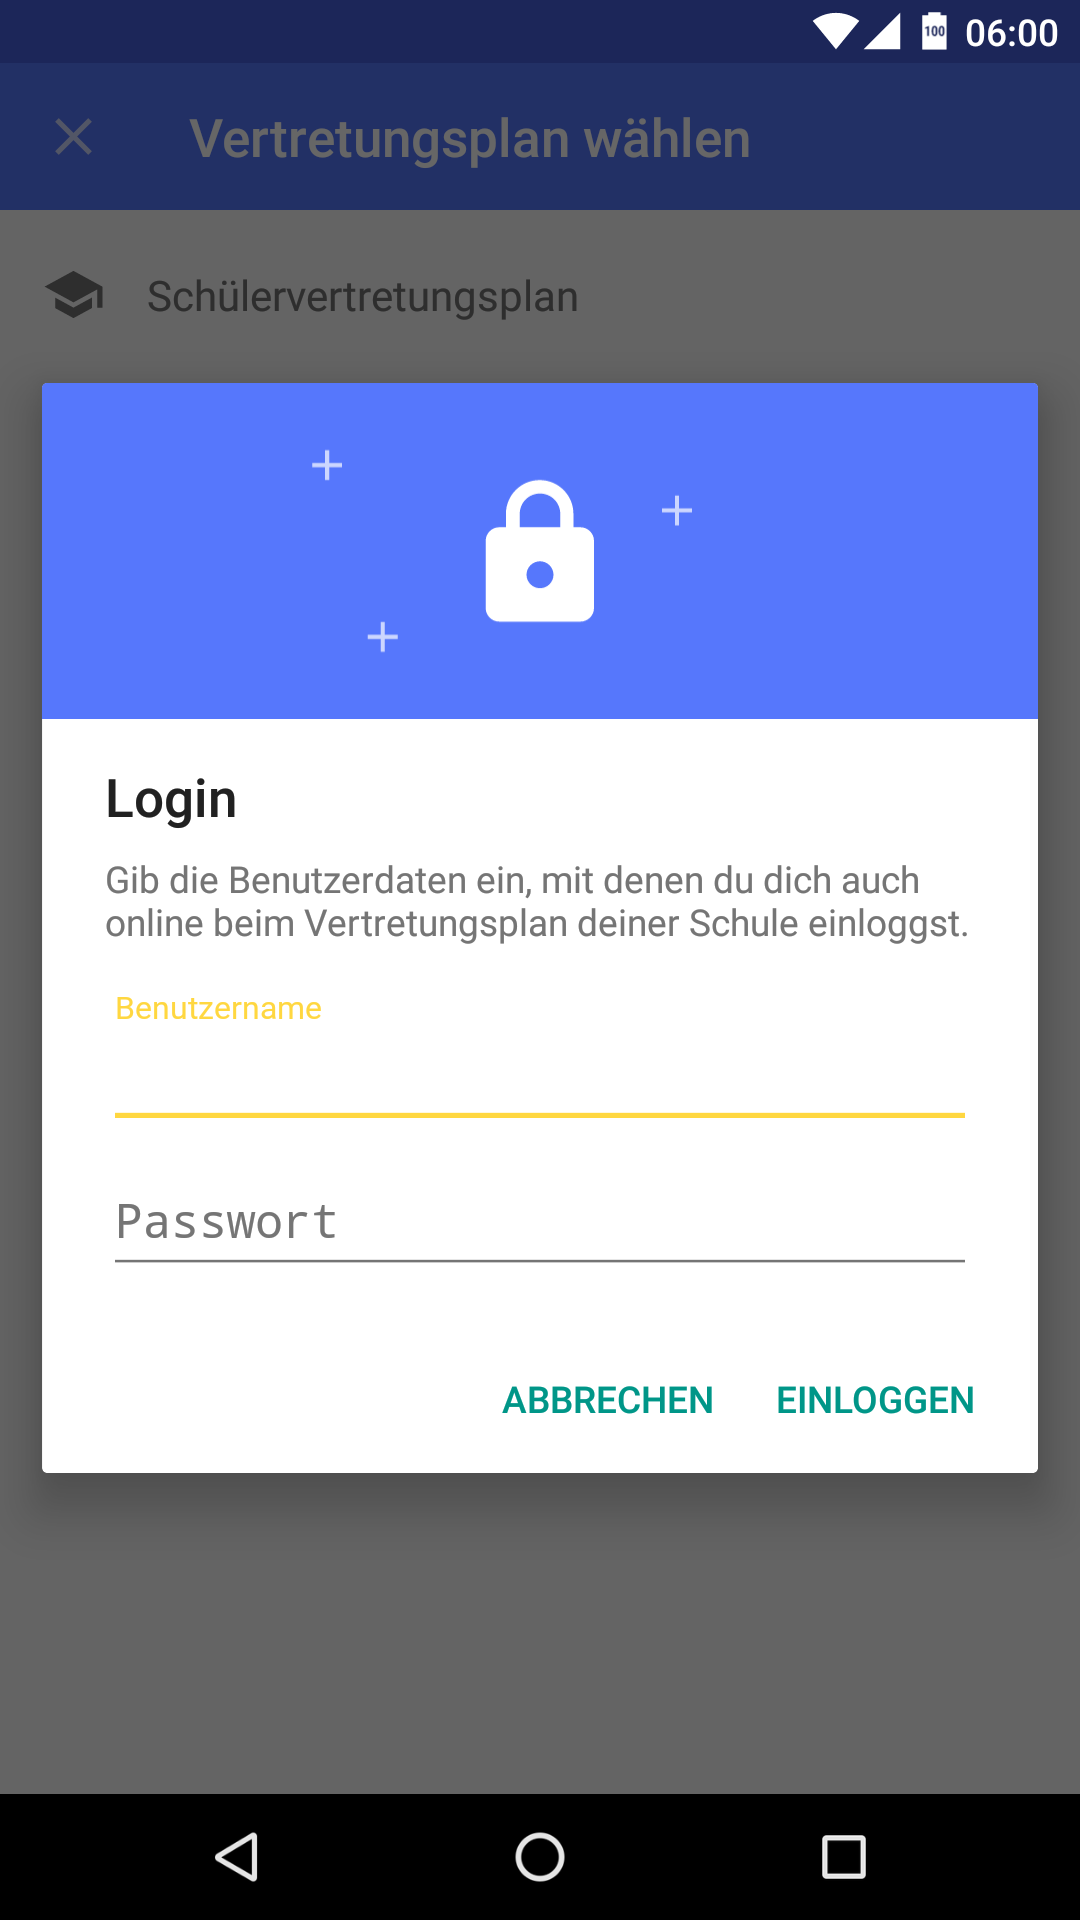 100 06:00
Vertretungsplan wählen
Schülervertretungsplan
Login
Gib die Benutzerdaten ein, mit denen du dich auch
online beim Vertretungsplan deiner Schule einloggst.
Benutzername
Passwort
ABBRECHEN EINLOGGEN